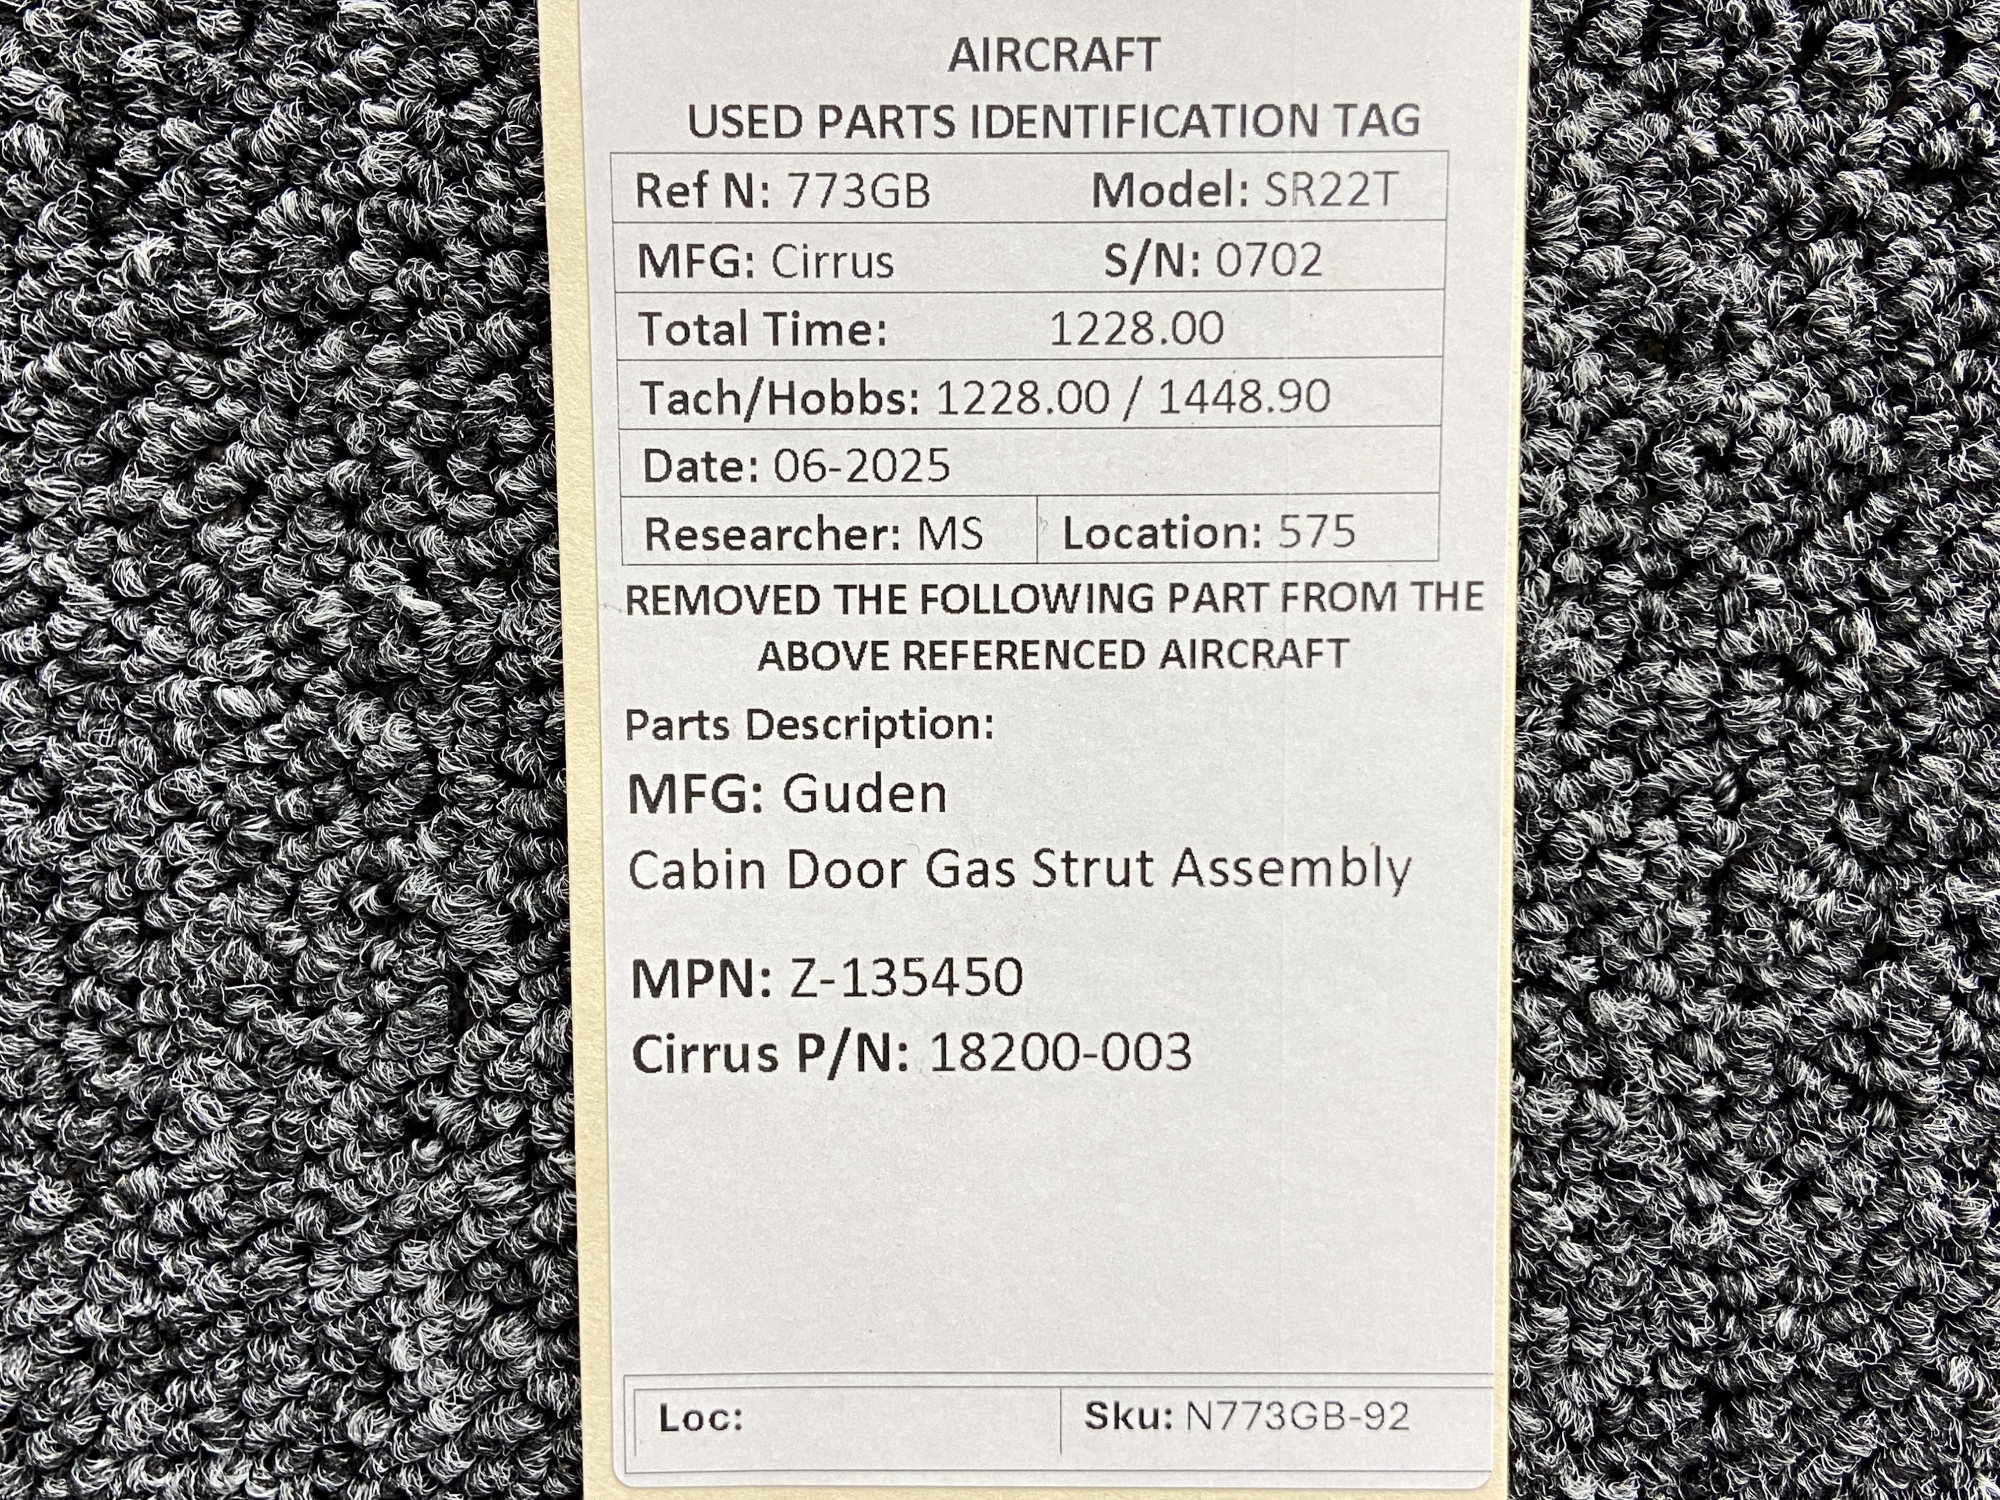 AIRCRAFT
USED PARTS IDENTIFICATION TAG
Ref N: 773GB Model: SR22T
MFG: Cirrus S/N: 0702
Total Time: 1228.00
Tach/Hobbs: 1228.00 / 1448.90
Date: 06-2025
Researcher: MS Location: 575
REMOVED THE FOLLOWING PART FROM THE
ABOVE REFERENCED AIRCRAFT
Parts Description:
MFG: Guden
Cabin Door Gas Strut Assembly
MPN: Z-135450
Cirrus P/N: 18200-003
Loc: Sku: N773GB-92